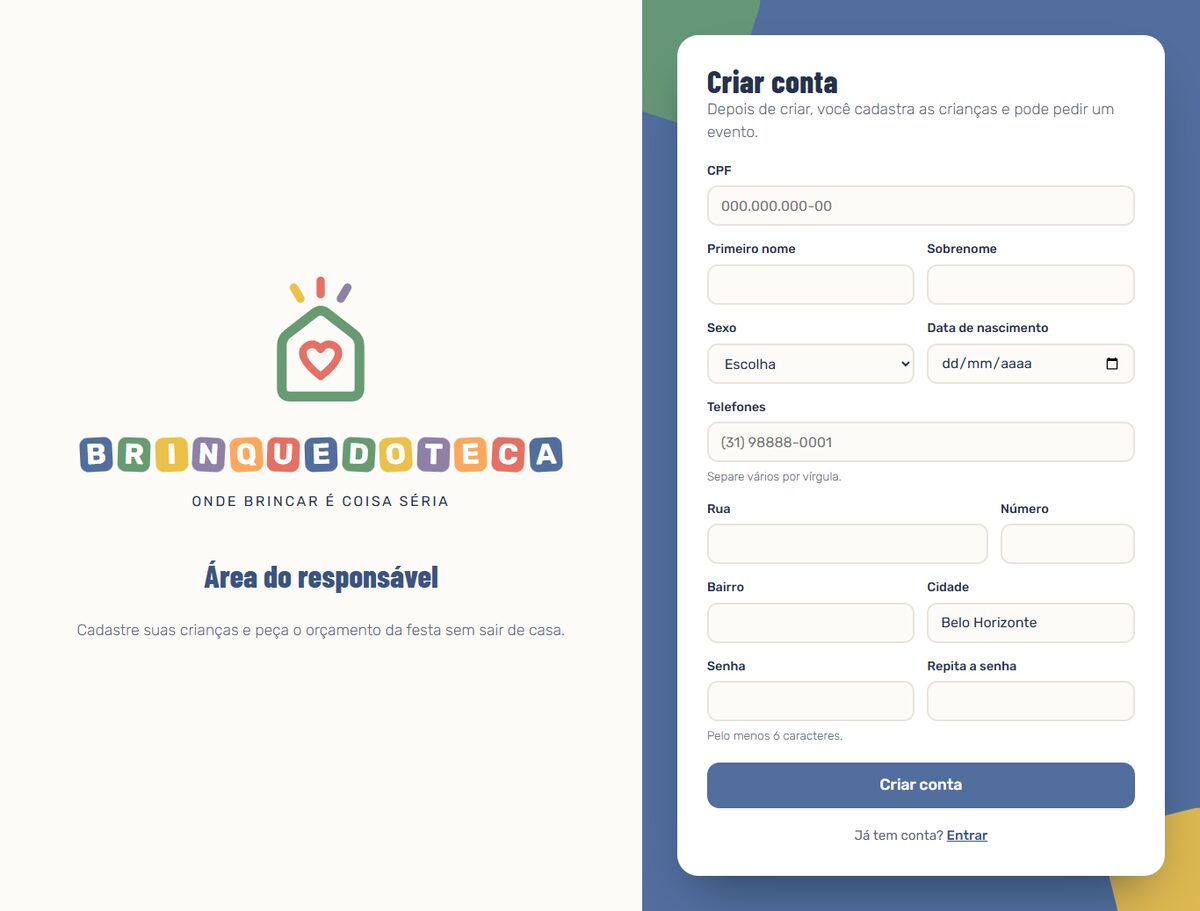 BRINQUEDOTECA
ONDE BRINCAR É COISA SÉRIA
Área do responsável
Cadastre suas crianças e peça o orçamento da festa sem sair de casa.
Criar conta
Depois de criar, você cadastra as crianças e pode pedir um
evento.
CPF
000.000.000-00
Primeiro nome
Sobrenome
Sexo
Data de nascimento
Escolha
dd/mm/aaaa
Telefones
(31) 98888-0001
Separe vários por vírgula.
Rua
Número
Bairro
Cidade
Belo Horizonte
Senha
Repita a senha
Pelo menos 6 caracteres.
Criar conta
Já tem conta? Entrar